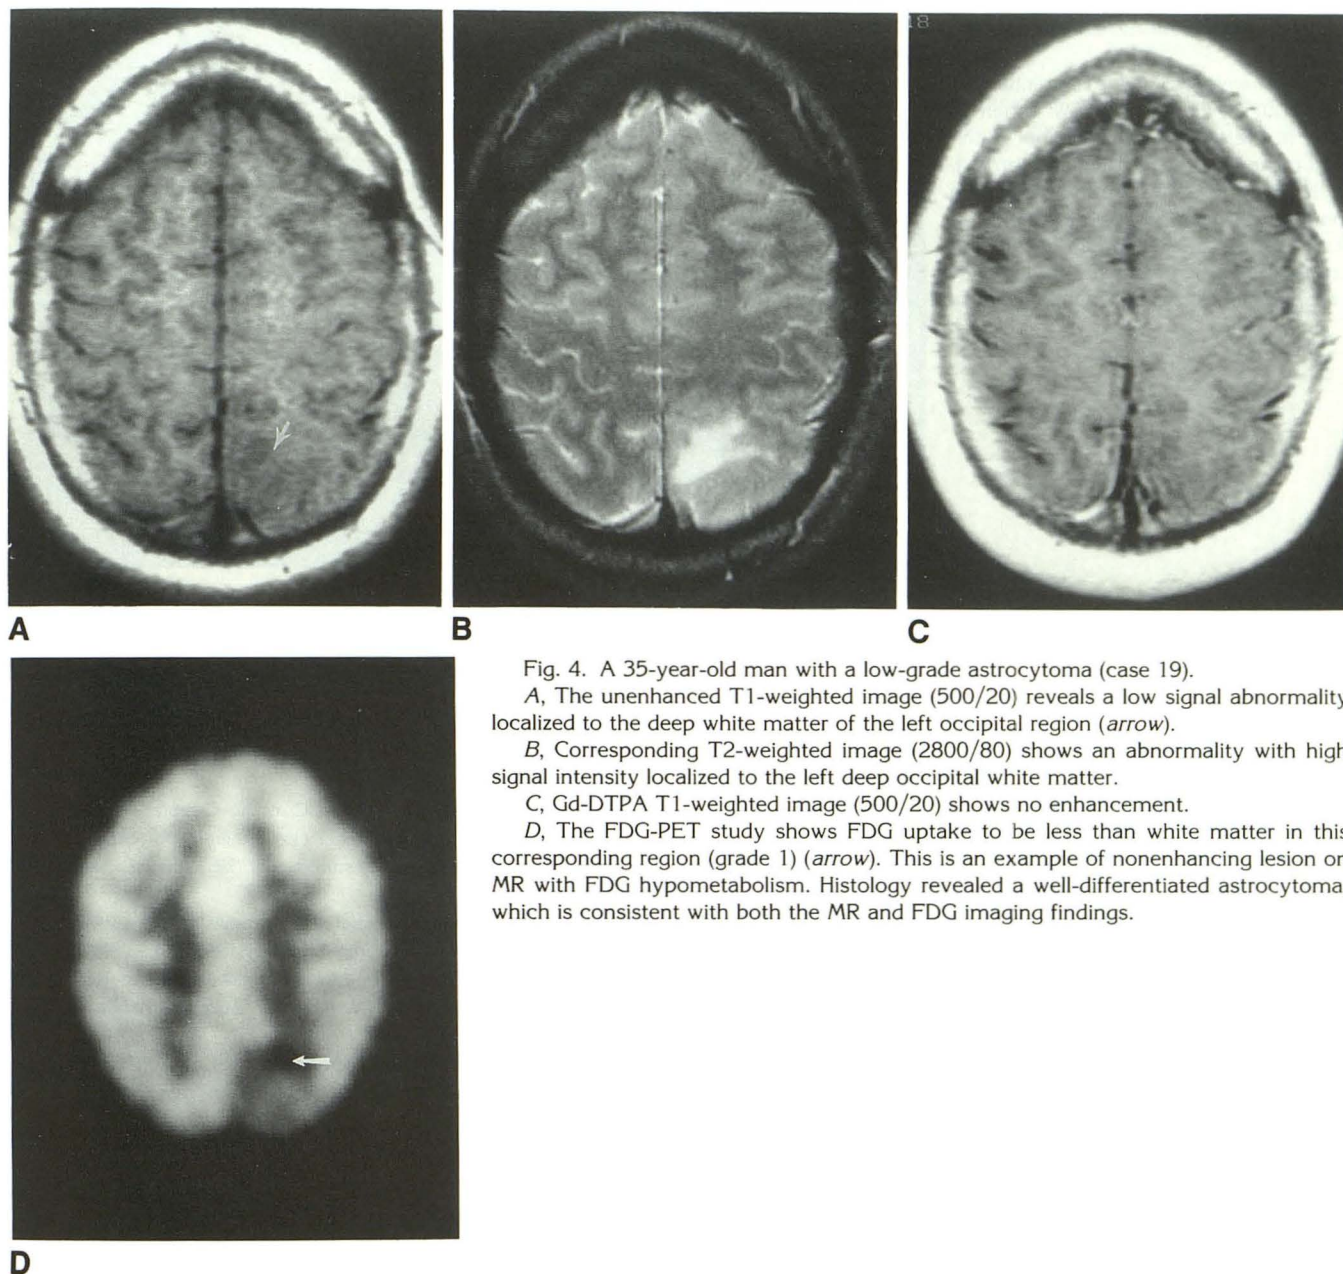 18
A
B
C
Fig. 4. A 35-year-old man with a low-grade astrocytoma (case 19).
A, The unenhanced T1-weighted image (500/20) reveals a low signal abnormality
localized to the deep white matter of the left occipital region (arrow).
B, Corresponding T2-weighted image (2800/80) shows an abnormality with high
signal intensity localized to the left deep occipital white matter.
C, Gd-DTPA T1-weighted image (500/20) shows no enhancement.
D, The FDG-PET study shows FDG uptake to be less than white matter in this
corresponding region (grade 1) (arrow). This is an example of nonenhancing lesion on
MR with FDG hypometabolism. Histology revealed a well-differentiated astrocytoma
which is consistent with both the MR and FDG imaging findings.
D